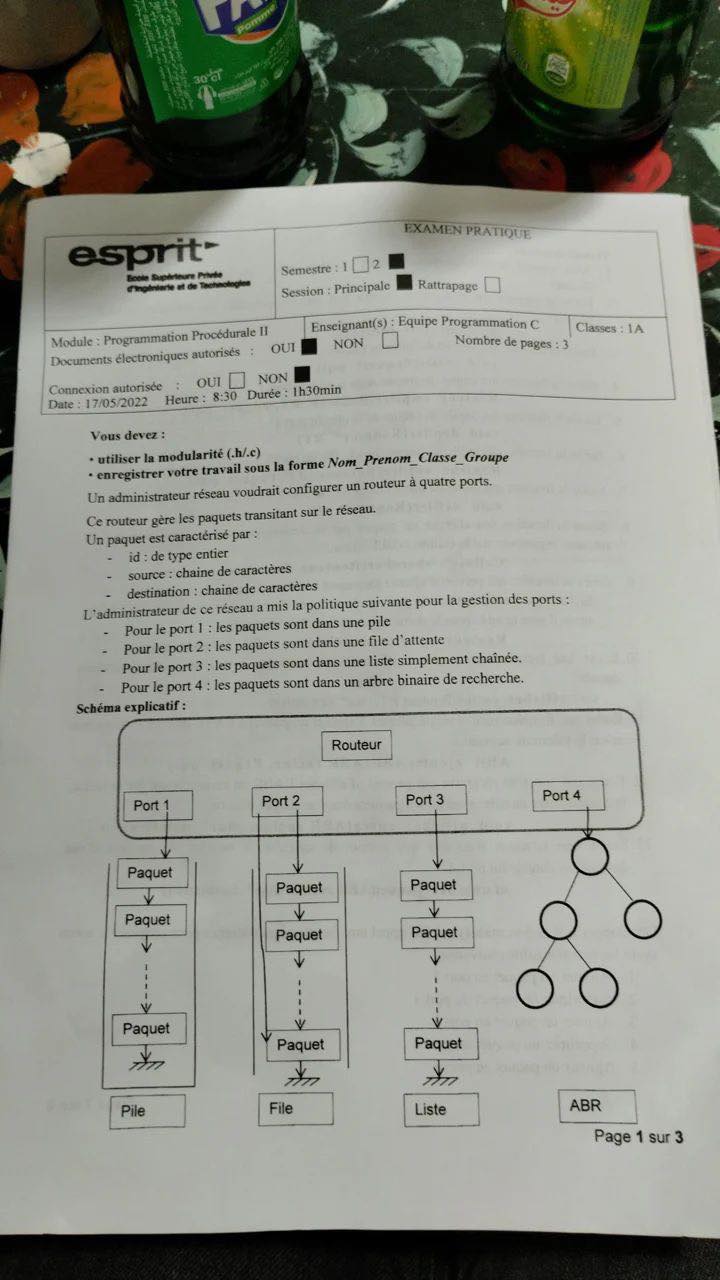 FA
Pomme
30 cl
esprit
Ecole Supérieure Privée
d'Ingénierie et de Technologies
EXAMEN PRATIQUE
Semestre : 1 2
Session : Principale Rattrapage
Module : Programmation Procédurale II
Enseignant(s) : Equipe Programmation C
Classes : 1A
Documents électroniques autorisés : OUI NON
Nombre de pages : 3
Connexion autorisée : OUI NON
Date : 17/05/2022 Heure : 8:30 Durée : 1h30min
Vous devez :
• utiliser la modularité (.h/.c)
• enregistrer votre travail sous la forme Nom_Prenom_Classe_Groupe
Un administrateur réseau voudrait configurer un routeur à quatre ports.
Ce routeur gère les paquets transitant sur le réseau.
Un paquet est caractérisé par :
- id : de type entier
- source : chaine de caractères
- destination : chaine de caractères
L'administrateur de ce réseau a mis la politique suivante pour la gestion des ports :
- Pour le port 1 : les paquets sont dans une pile
- Pour le port 2 : les paquets sont dans une file d'attente
- Pour le port 3 : les paquets sont dans une liste simplement chaînée.
- Pour le port 4 : les paquets sont dans un arbre binaire de recherche.
Schéma explicatif :
Routeur
Port 1
Port 2
Port 3
Port 4
Paquet
Paquet
Paquet
Paquet
Paquet
Paquet
Paquet
Paquet
Paquet
Pile
File
Liste
ABR
Page 1 sur 3